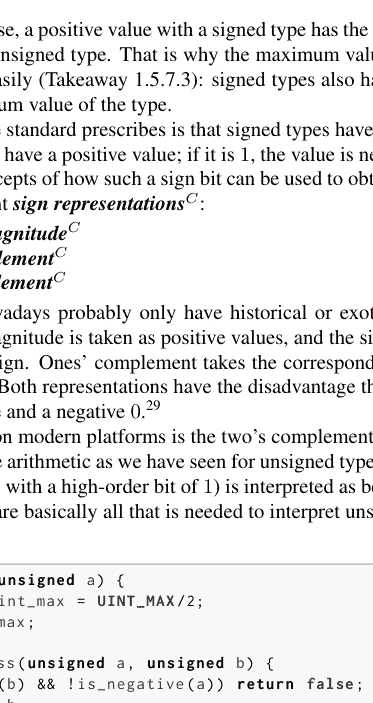 se, a positive value with a signed type has the
nsigned type. That is why the maximum valu
asily (Takeaway 1.5.7.3): signed types also ha
um value of the type.
e standard prescribes is that signed types have
have a positive value; if it is 1, the value is ne
cepts of how such a sign bit can be used to obt
nt sign representationsC:
agnitudeC
lementC
lementC
vadays probably only have historical or exot
agnitude is taken as positive values, and the si
ign. Ones’ complement takes the correspond
Both representations have the disadvantage th
e and a negative 0.29
on modern platforms is the two’s complement
e arithmetic as we have seen for unsigned type
with a high-order bit of 1) is interpreted as be
are basically all that is needed to interpret uns
unsigned a) {
int_max = UINT_MAX/2;
max;
ss(unsigned a, unsigned b) {
(b) && !is_negative(a)) return false;